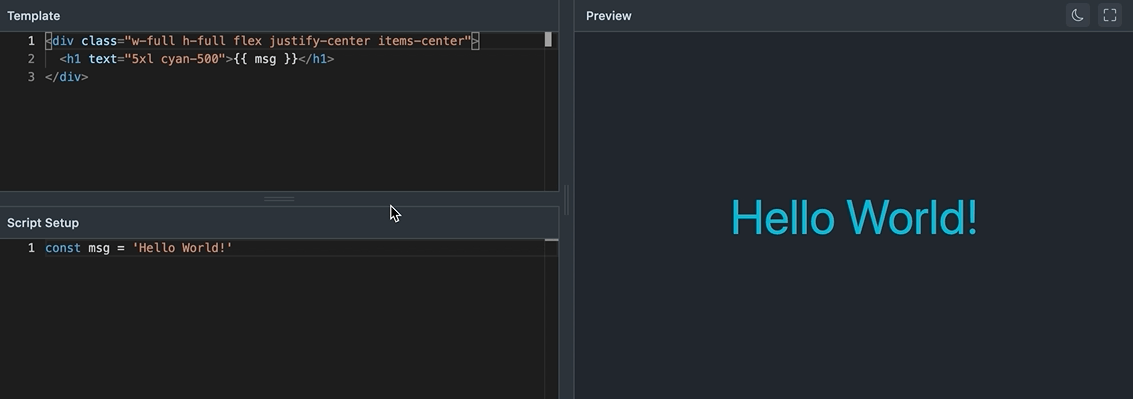 Template
1 <div class="w-full h-full flex justify-center items-center">
2   <h1 text="5xl cyan-500">{{ msg }}</h1>
3 </div>
Script Setup
1 const msg = 'Hello World!'
Preview
Hello World!